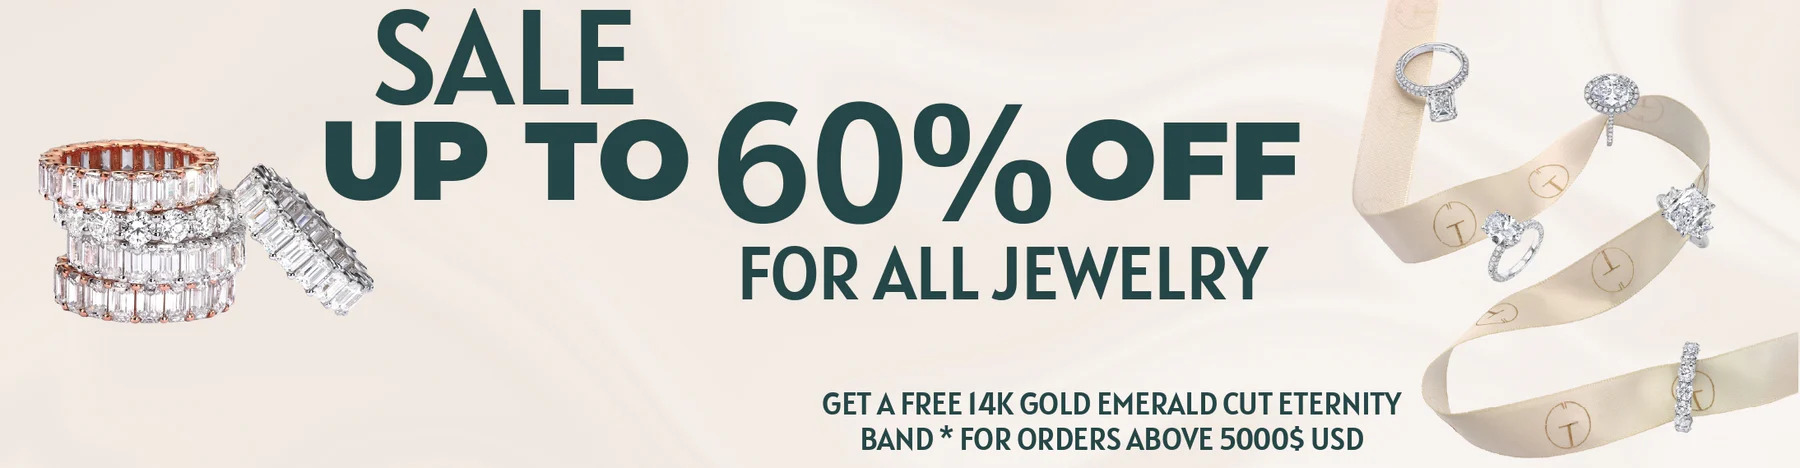 SALE
UP TO 60% OFF
FOR ALL JEWELRY
GET A FREE 14K GOLD EMERALD CUT ETERNITY
BAND * FOR ORDERS ABOVE 5000$ USD